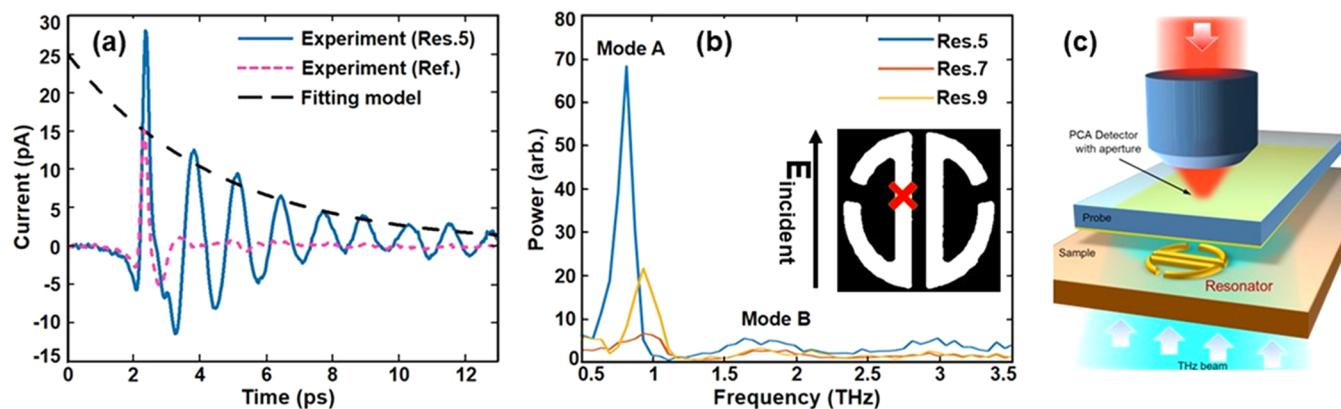 (a)
Experiment (Res.5)
Experiment (Ref.)
Fitting model
Current (pA)
30
25
20
15
10
5
0
-5
-10
-15
0
2
4
6
8
10
12
Time (ps)
(b)
Mode A
Res.5
Res.7
Res.9
Power (arb.)
80
70
60
50
40
30
20
10
0
Eincident
Mode B
0.5
1
1.5
2
2.5
3
3.5
Frequency (THz)
(c)
PCA Detector
with aperture
Probe
Sample
Resonator
THz beam